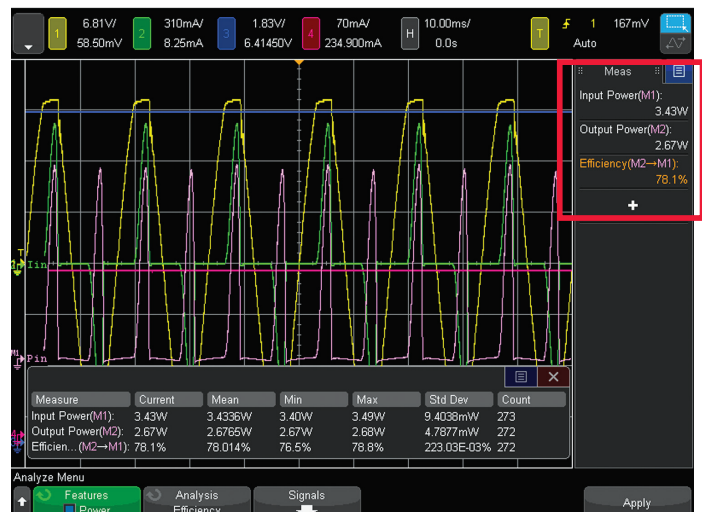 1 6.81V/ 2 310mA/ 3 1.83V/ 4 70mA/ H 10.00ms/ T 1 167mV
58.50mV 8.25mA 6.41450V 234.900mA 0.0s Auto
Meas
Input Power(M1):
3.43W
Output Power(M2):
2.67W
Efficiency(M2→M1):
78.1%
+
T
Iin
Pin
Measure Current Mean Min Max Std Dev Count
Input Power(M1): 3.43W 3.4336W 3.40W 3.49W 9.4038mW 273
Output Power(M2): 2.67W 2.6765W 2.67W 2.68W 4.7877mW 272
Efficien...(M2→M1): 78.1% 78.014% 76.5% 78.8% 223.03E-03% 272
Analyze Menu
Features Analysis Signals
Power Efficiency Apply